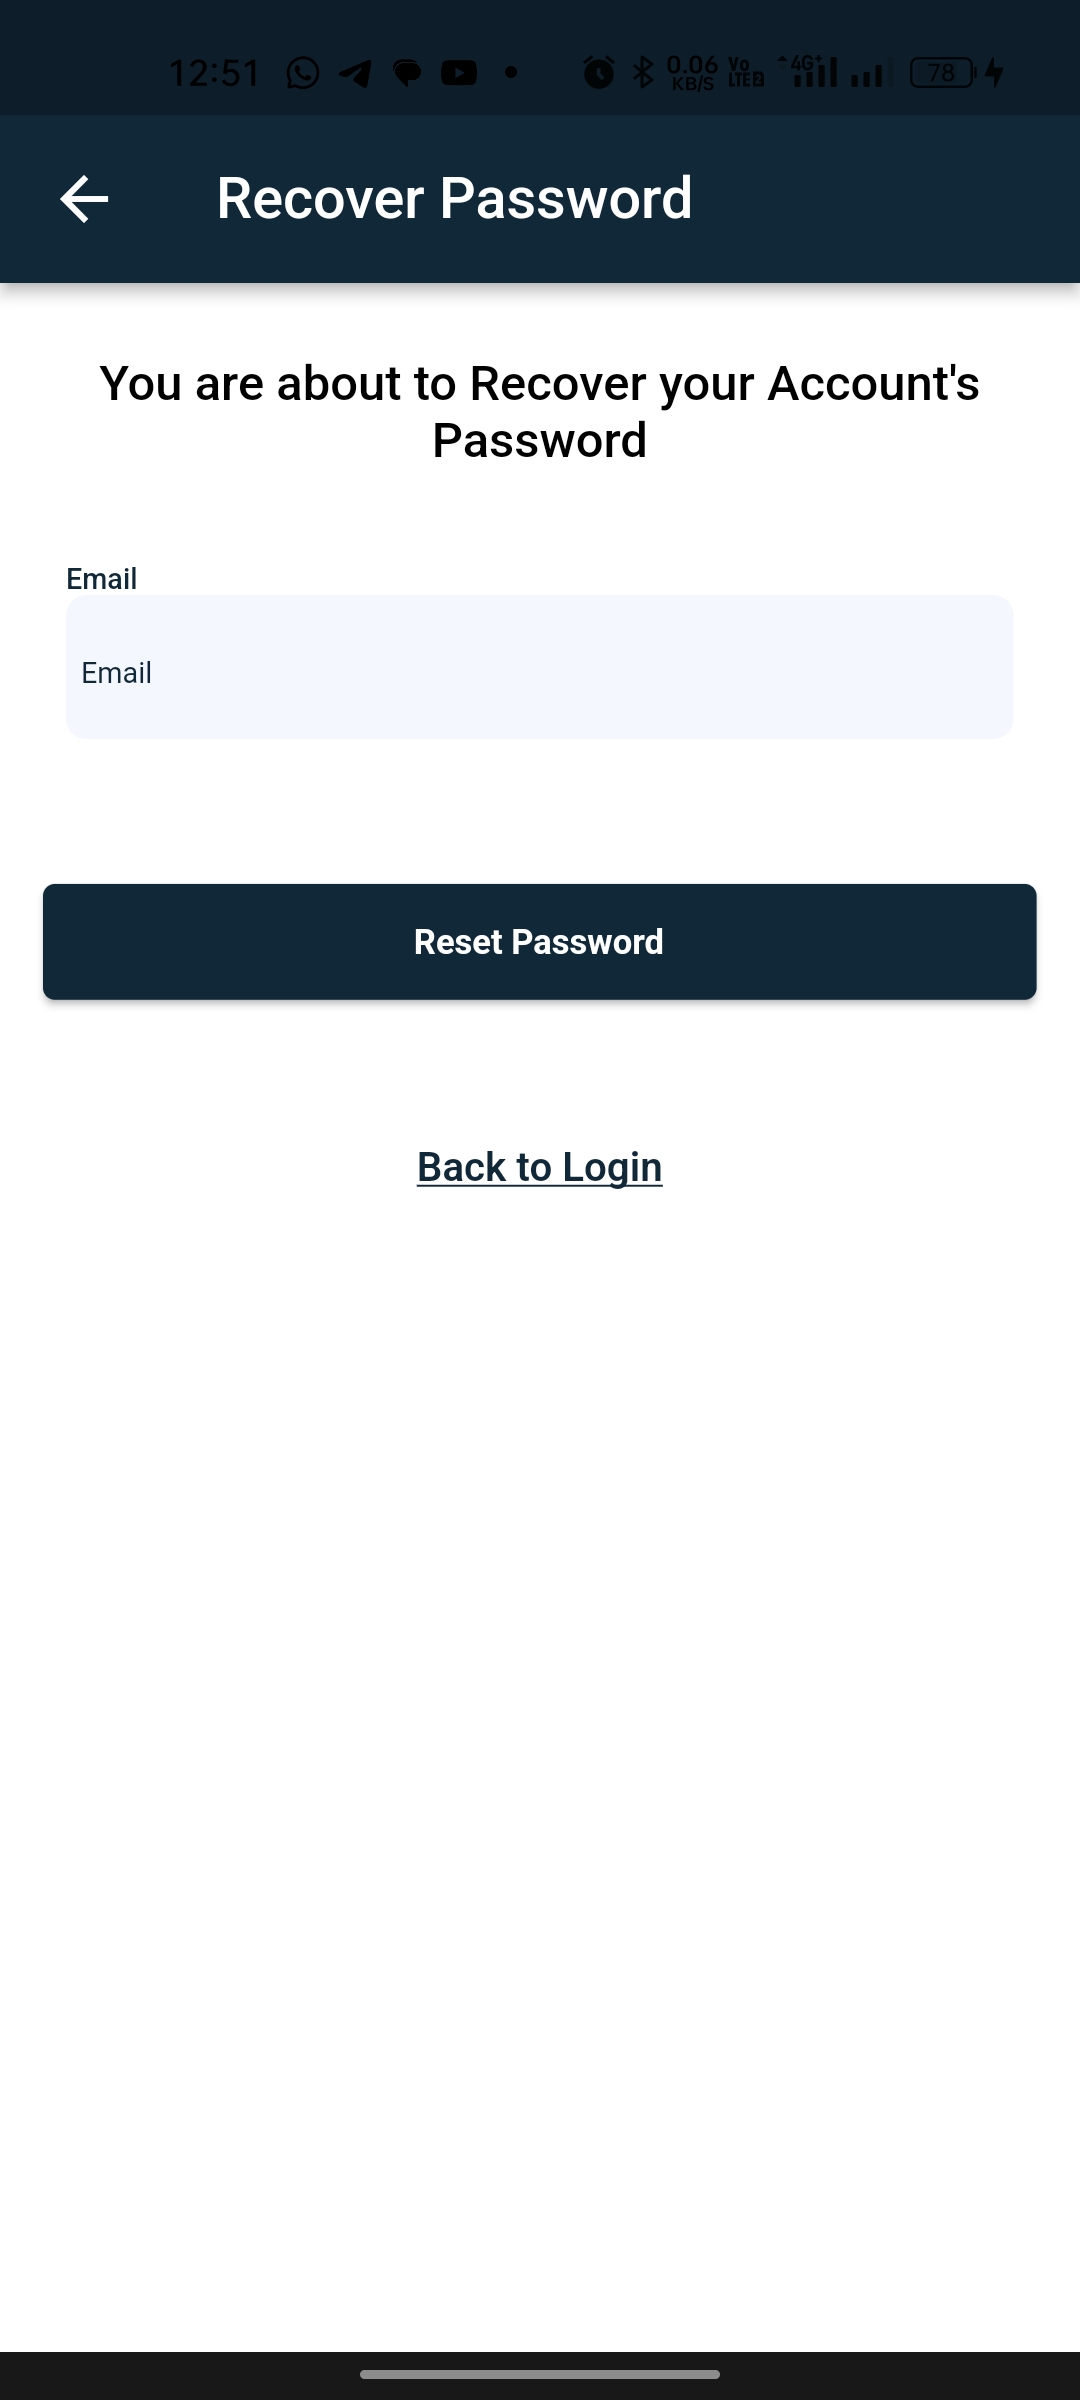 12:51 0.06 KB/S Vo LTE 2 4G+ 78
Recover Password
You are about to Recover your Account's
Password
Email
Email
Reset Password
Back to Login